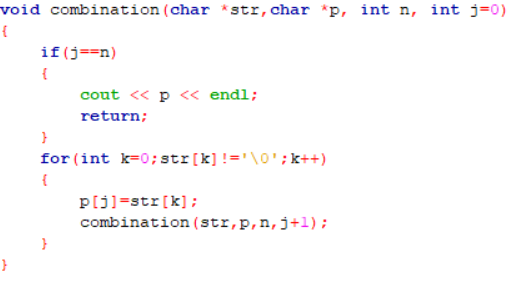 void combination(char *str,char *p, int n, int j=0)
{
    if(j==n)
    {
        cout << p << endl;
        return;
    }
    for(int k=0;str[k]!='\0';k++)
    {
        p[j]=str[k];
        combination(str,p,n,j+1);
    }
}